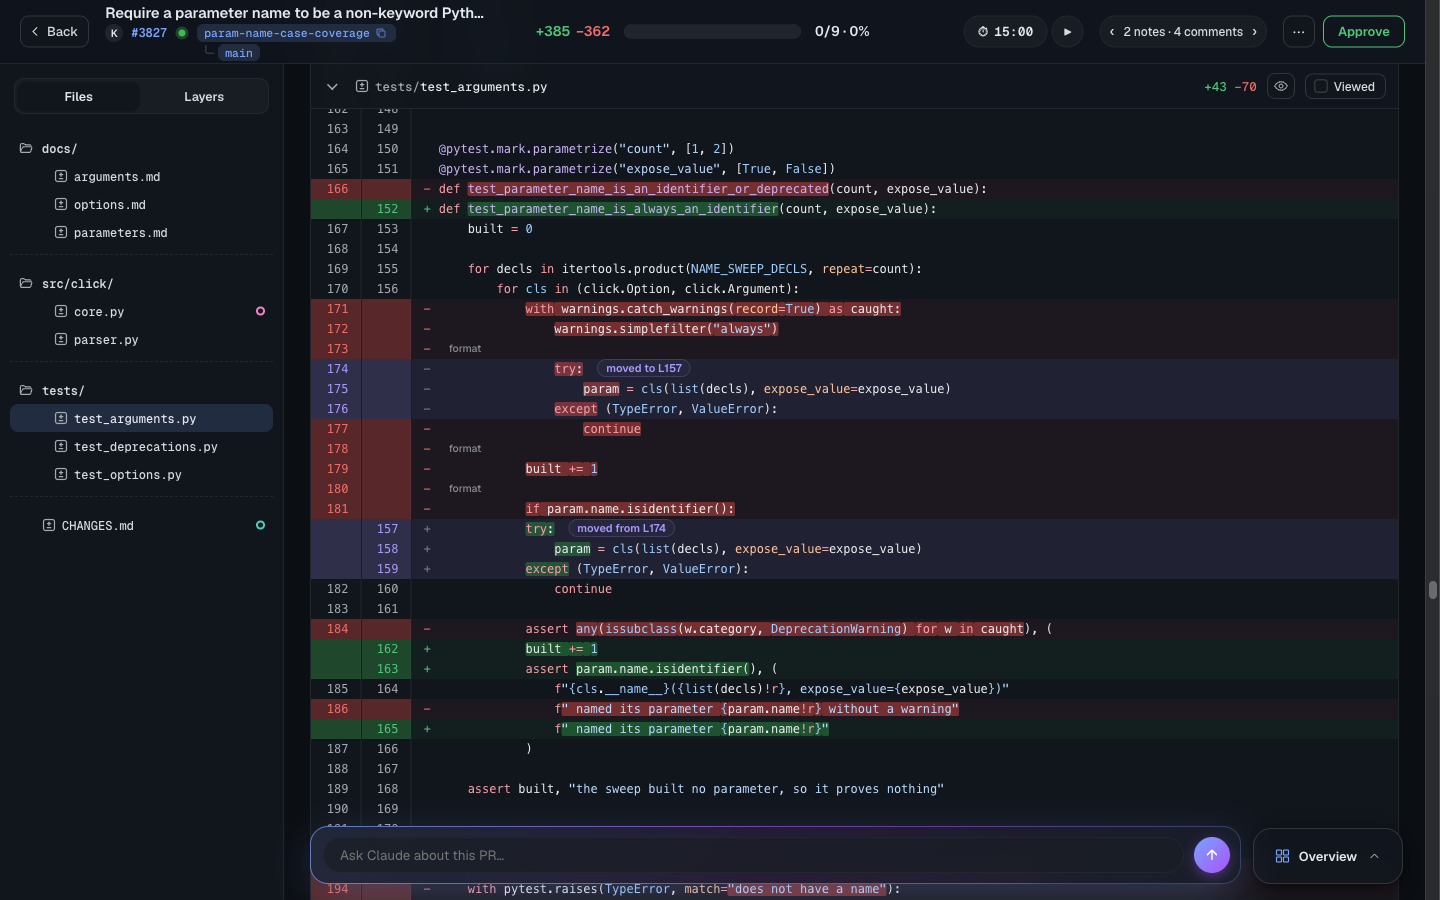 Back
Require a parameter name to be a non-keyword Pyth…
K #3827 param-name-case-coverage
main
+385 −362
0/9 · 0%
15:00
2 notes · 4 comments
Approve
Files
Layers
docs/
arguments.md
options.md
parameters.md
src/click/
core.py
parser.py
tests/
test_arguments.py
test_deprecations.py
test_options.py
CHANGES.md
tests/test_arguments.py
+43 −70
Viewed
162 148
163 149
164 150 @pytest.mark.parametrize("count", [1, 2])
165 151 @pytest.mark.parametrize("expose_value", [True, False])
166 − def test_parameter_name_is_an_identifier_or_deprecated(count, expose_value):
152 + def test_parameter_name_is_always_an_identifier(count, expose_value):
167 153 built = 0
168 154
169 155 for decls in itertools.product(NAME_SWEEP_DECLS, repeat=count):
170 156 for cls in (click.Option, click.Argument):
171 − with warnings.catch_warnings(record=True) as caught:
172 − warnings.simplefilter("always")
173 − format
174 − try: moved to L157
175 − param = cls(list(decls), expose_value=expose_value)
176 − except (TypeError, ValueError):
177 − continue
178 − format
179 − built += 1
180 − format
181 − if param.name.isidentifier():
157 + try: moved from L174
158 + param = cls(list(decls), expose_value=expose_value)
159 + except (TypeError, ValueError):
182 160 continue
183 161
184 − assert any(issubclass(w.category, DeprecationWarning) for w in caught), (
162 + built += 1
163 + assert param.name.isidentifier(), (
185 164 f"{cls.__name__}({list(decls)!r}, expose_value={expose_value})"
186 − f" named its parameter {param.name!r} without a warning"
165 + f" named its parameter {param.name!r}"
187 166 )
188 167
189 168 assert built, "the sweep built no parameter, so it proves nothing"
190 169
Ask Claude about this PR…
Overview
194 − with pytest.raises(TypeError, match="does not have a name"):